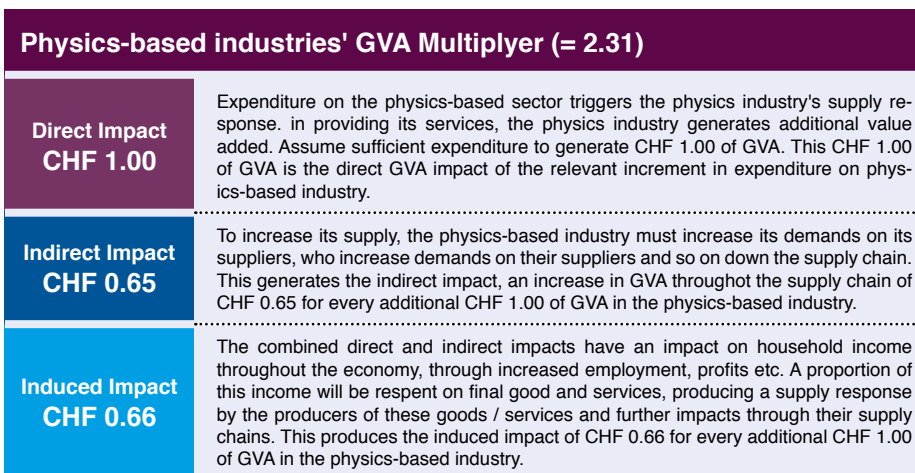 Physics-based industries' GVA Multiplyer (= 2.31)
Direct Impact
CHF 1.00
Expenditure on the physics-based sector triggers the physics industry's supply re-
sponse. in providing its services, the physics industry generates additional value
added. Assume sufficient expenditure to generate CHF 1.00 of GVA. This CHF 1.00
of GVA is the direct GVA impact of the relevant increment in expenditure on phys-
ics-based industry.
Indirect Impact
CHF 0.65
To increase its supply, the physics-based industry must increase its demands on its
suppliers, who increase demands on their suppliers and so on down the supply chain.
This generates the indirect impact, an increase in GVA throughot the supply chain of
CHF 0.65 for every additional CHF 1.00 of GVA in the physics-based industry.
Induced Impact
CHF 0.66
The combined direct and indirect impacts have an impact on household income
throughout the economy, through increased employment, profits etc. A proportion of
this income will be respent on final good and services, producing a supply response
by the producers of these goods / services and further impacts through their supply
chains. This produces the induced impact of CHF 0.66 for every additional CHF 1.00
of GVA in the physics-based industry.